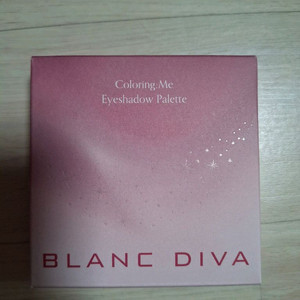 Coloring Me
Eyeshadow Palette
BLANC DIVA